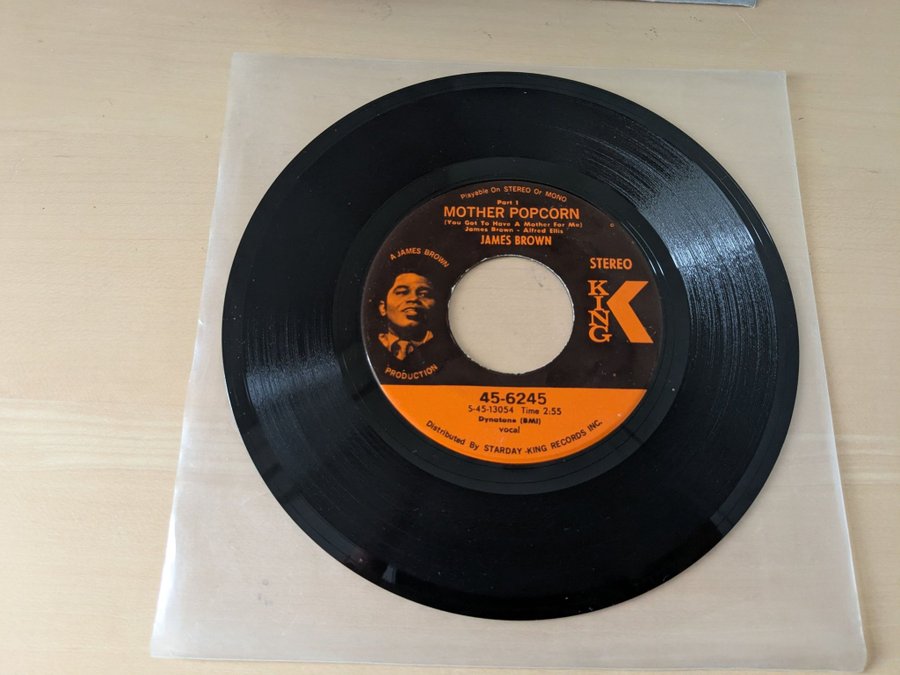 Playable On STEREO Or MONO
Part 1
MOTHER POPCORN
(You Got To Have A Mother For Me)
James Brown - Alfred Ellis
JAMES BROWN
A JAMES BROWN
PRODUCTION
STEREO
KING
45-6245
S-45-13054 Time 2:55
Dynatone (BMI)
vocal
Distributed By STARDAY-KING RECORDS INC.